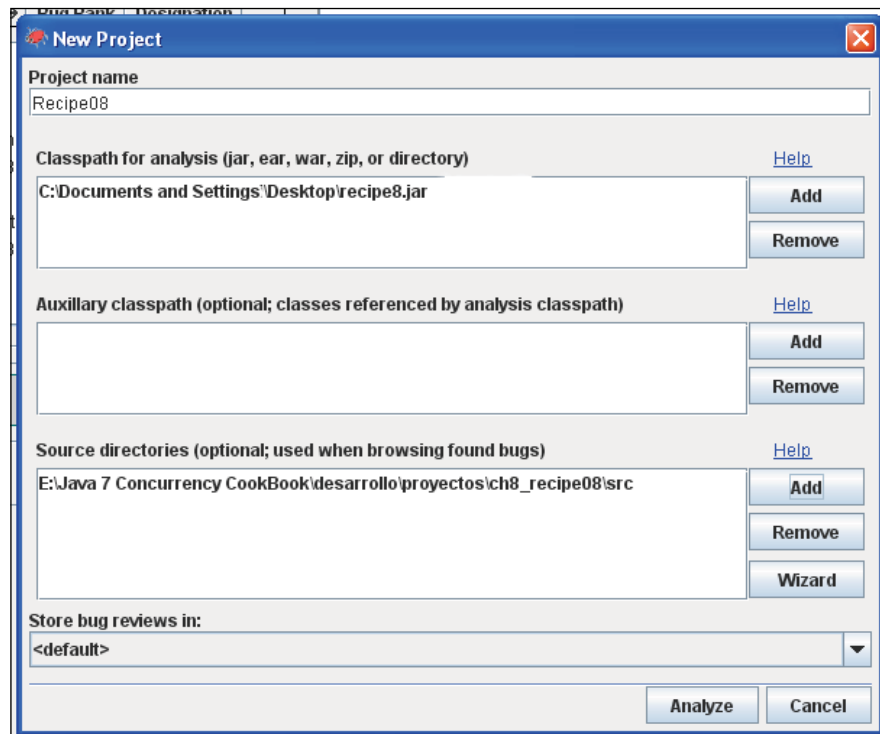 Bug Rank Designation
New Project
Project name
Recipe08
Classpath for analysis (jar, ear, war, zip, or directory) Help
C:\Documents and Settings\Desktop\recipe8.jar
Add
Remove
Auxillary classpath (optional; classes referenced by analysis classpath) Help
Add
Remove
Source directories (optional; used when browsing found bugs) Help
E:\Java 7 Concurrency CookBook\desarrollo\proyectos\ch8_recipe08\src
Add
Remove
Wizard
Store bug reviews in:
<default>
Analyze Cancel